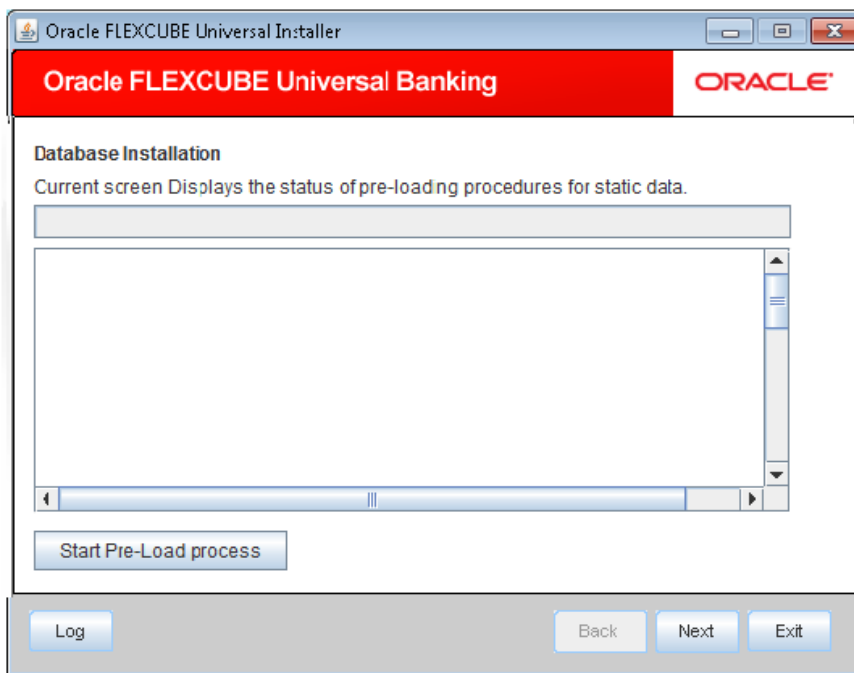 Oracle FLEXCUBE Universal Installer
Oracle FLEXCUBE Universal Banking
ORACLE
Database Installation
Current screen Displays the status of pre-loading procedures for static data.
Start Pre-Load process
Log
Back
Next
Exit